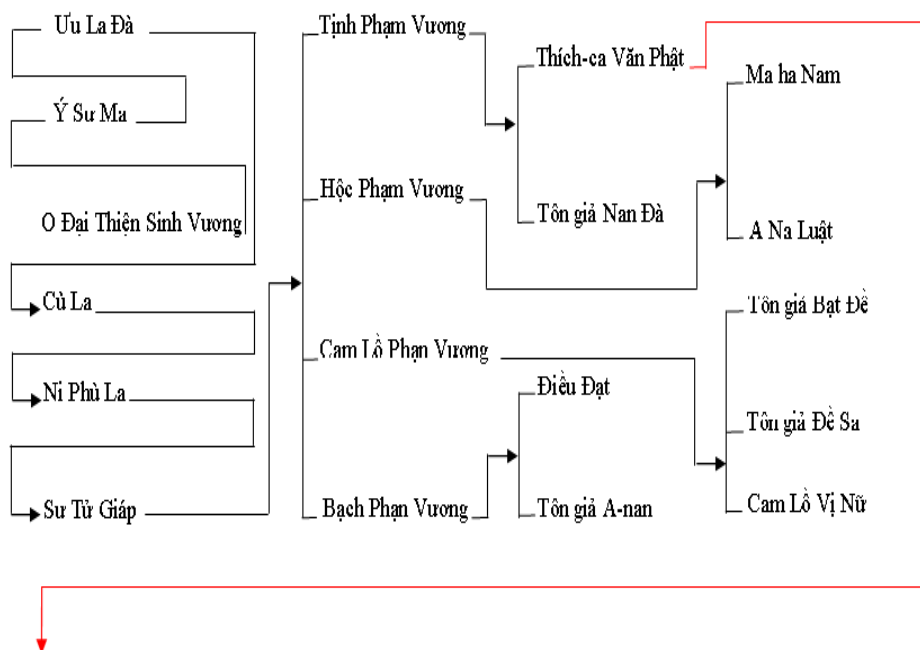 Ưu La Đà
Ý Sư Ma
O Đại Thiện Sinh Vương
Cù La
Ni Phù La
Sư Tử Giáp
Tịnh Phạm Vương
Hộc Phạm Vương
Cam Lồ Phạn Vương
Bạch Phạn Vương
Thích-ca Văn Phật
Tôn giả Nan Đà
Điều Đạt
Tôn giả A-nan
Ma ha Nam
A Na Luật
Tôn giả Bạt Đề
Tôn giả Đề Sa
Cam Lồ Vị Nữ